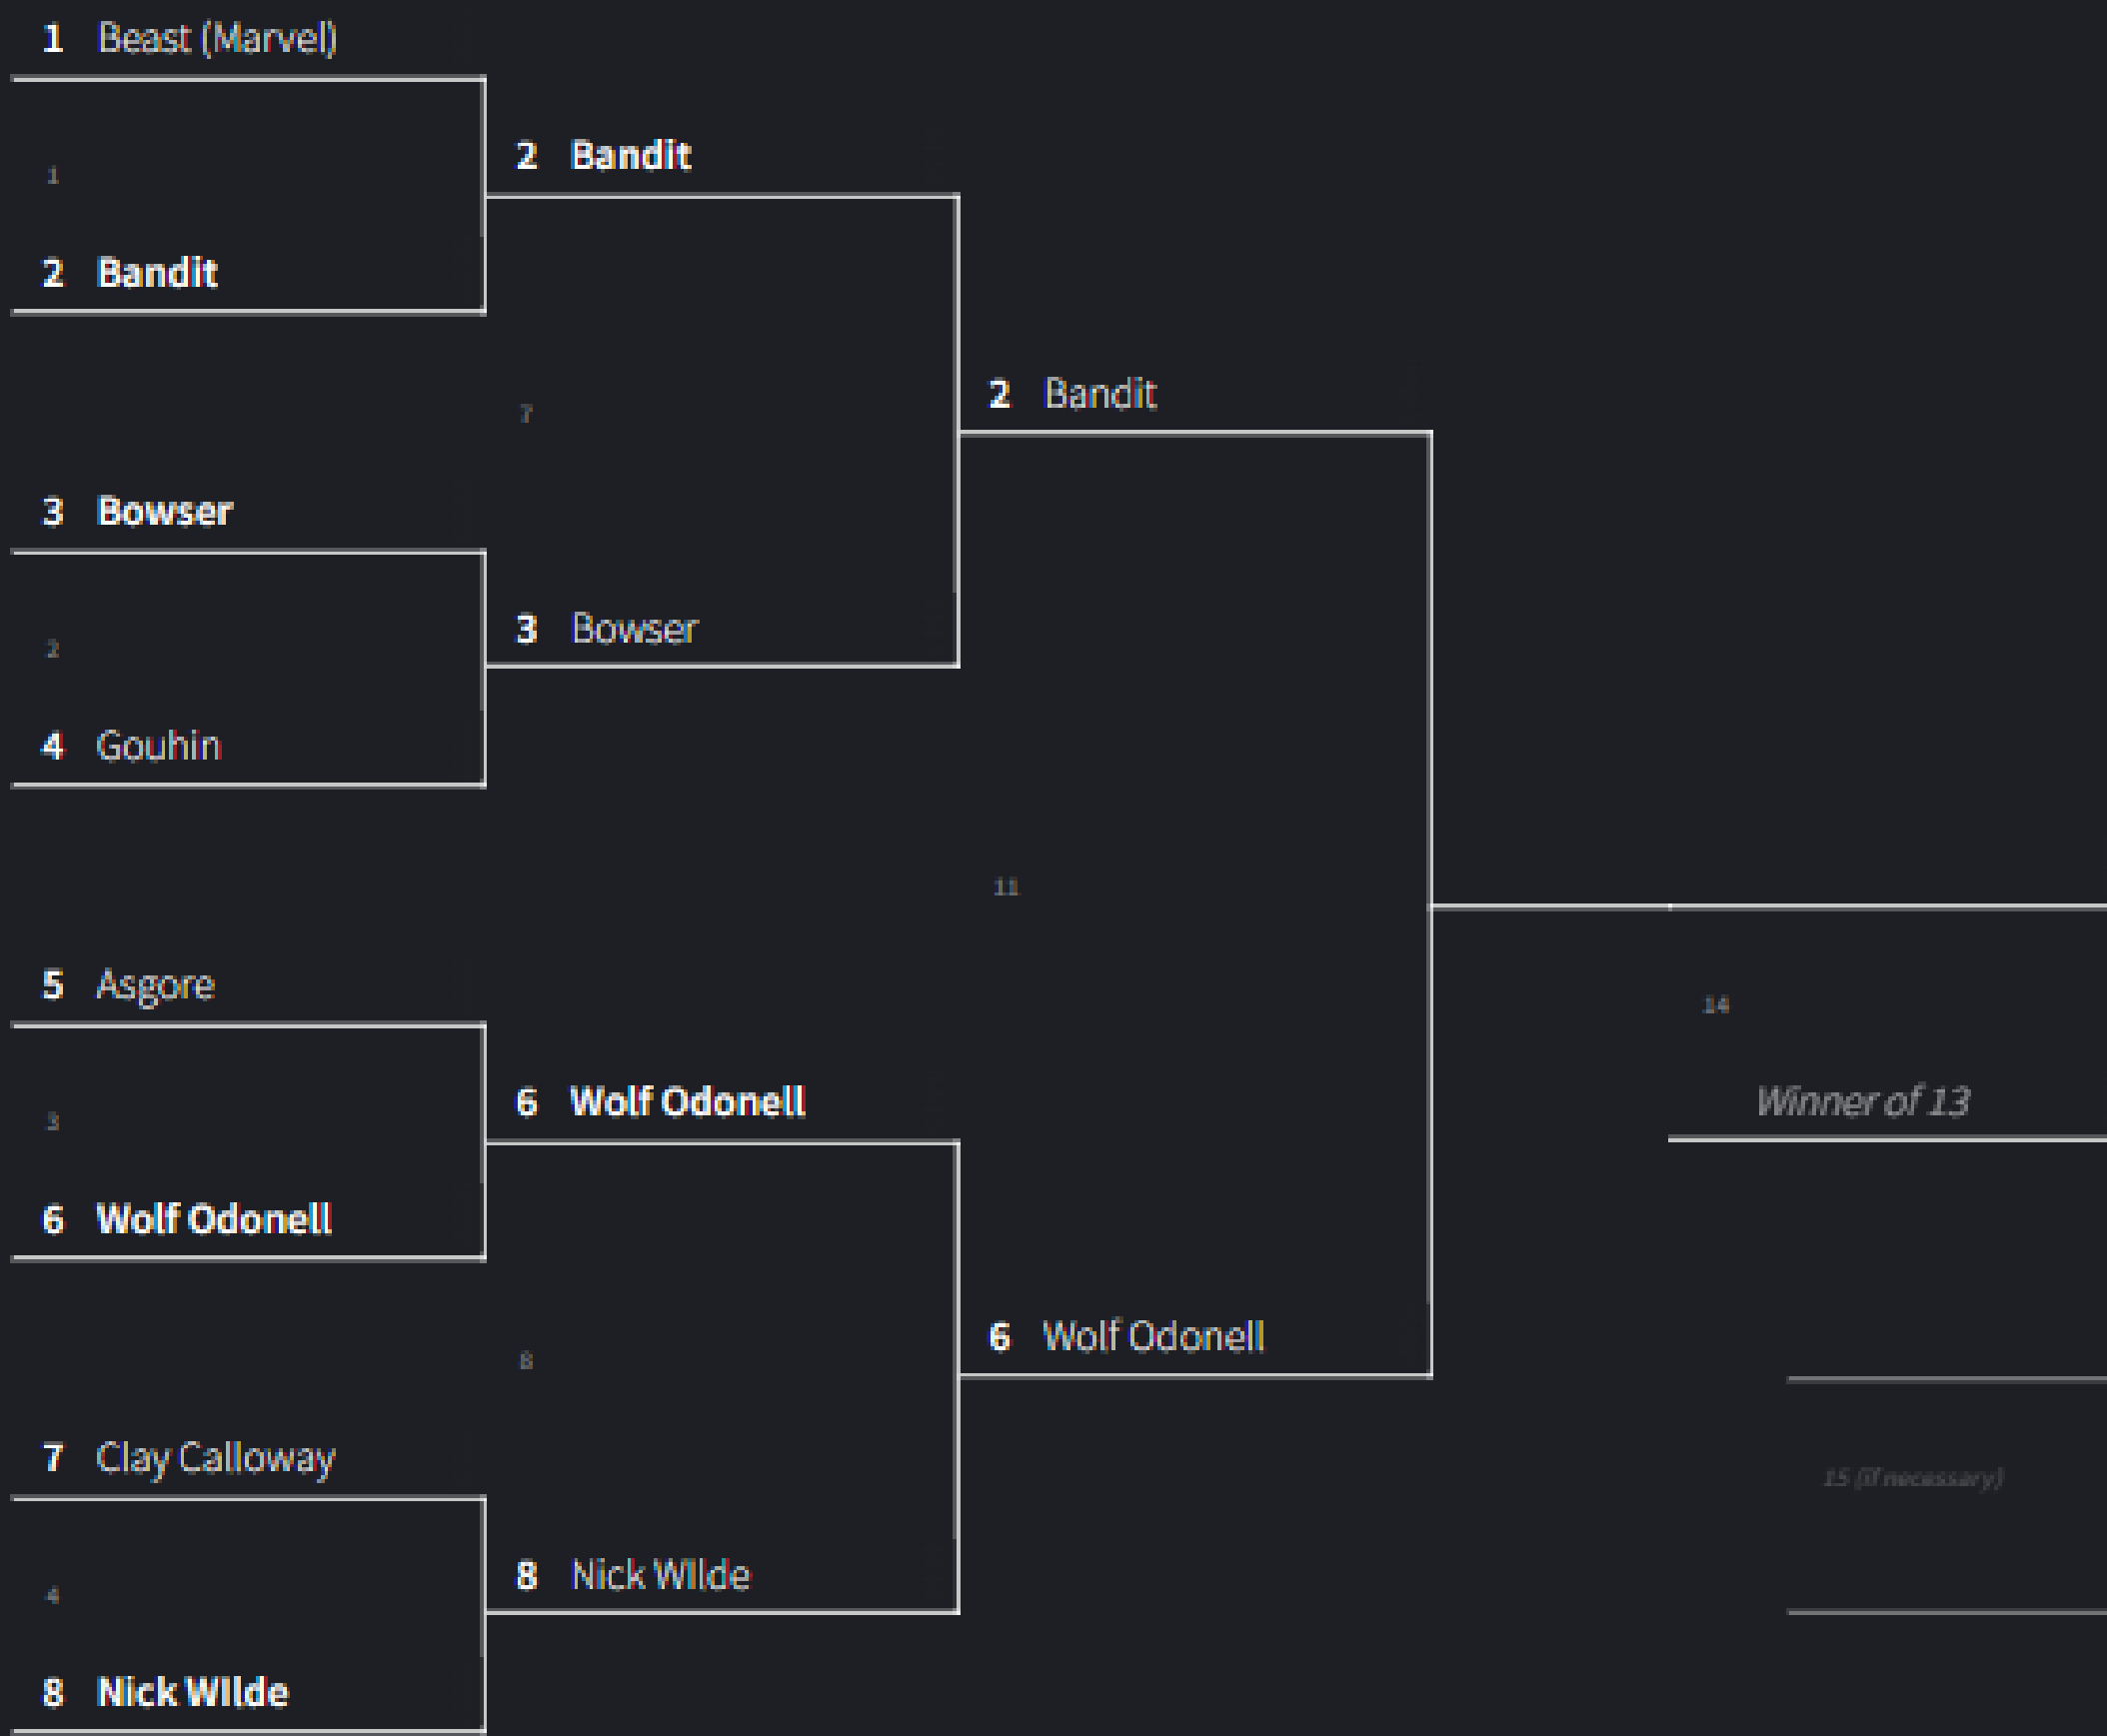 1 Beast (Marvel)
1
2 Bandit
2 Bandit
7
3 Bowser
2
4 Gouhin
3 Bowser
2 Bandit
11
5 Asgore
3
6 Wolf Odonell
6 Wolf Odonell
8
7 Clay Calloway
4
8 Nick WIlde
8 Nick WIlde
6 Wolf Odonell
14
Winner of 13
15 (if necessary)